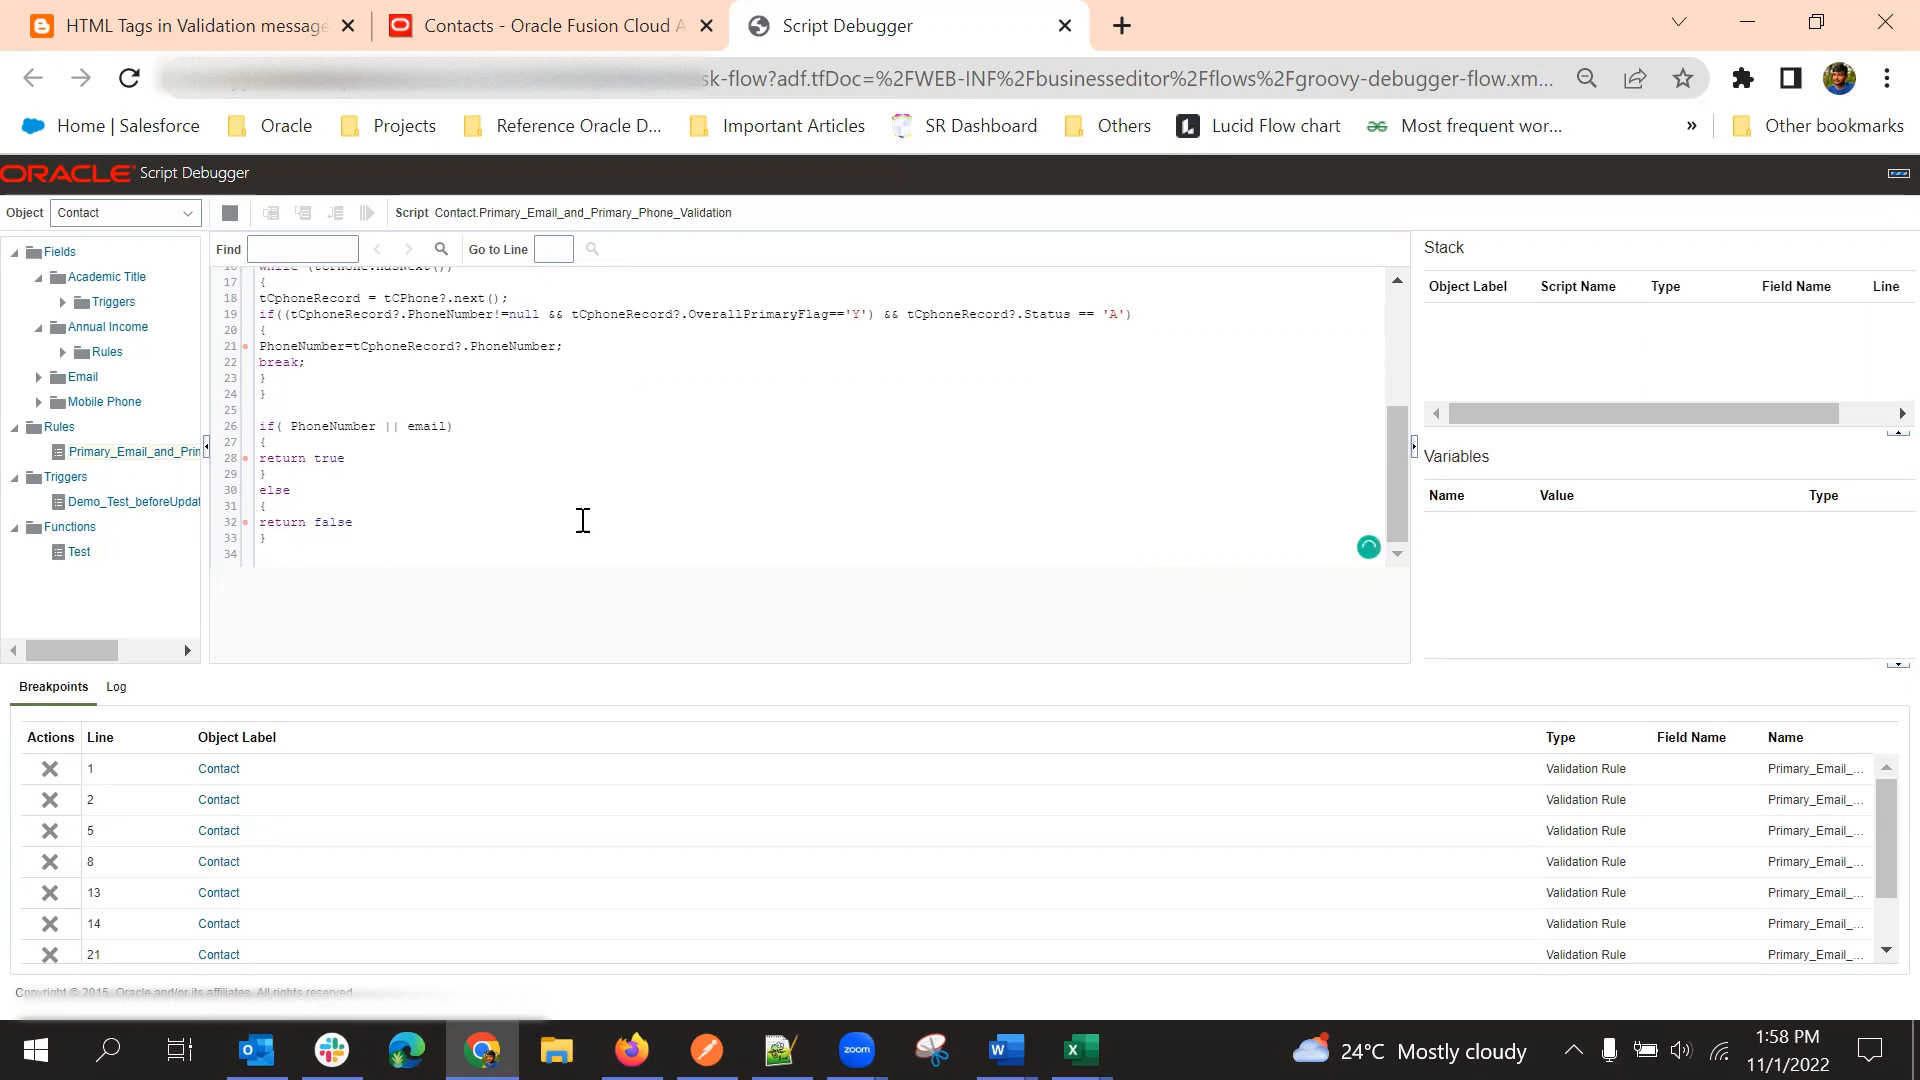 HTML Tags in Validation message
Contacts - Oracle Fusion Cloud A
Script Debugger
sk-flow?adf.tfDoc=%2FWEB-INF%2Fbusinesseditor%2Fflows%2Fgroovy-debugger-flow.xm...
Home | Salesforce
Oracle
Projects
Reference Oracle D...
Important Articles
SR Dashboard
Others
Lucid Flow chart
Most frequent wor...
»
Other bookmarks
ORACLE Script Debugger
Object Contact
Script Contact.Primary_Email_and_Primary_Phone_Validation
Find
Go to Line
Stack
Object Label Script Name Type Field Name Line
Fields
Academic Title
Triggers
Annual Income
Rules
Email
Mobile Phone
Rules
Primary_Email_and_Prin
Triggers
Demo_Test_beforeUpdat
Functions
Test
16 while (tCPhone.hasNext())
17 {
18 tCphoneRecord = tCPhone?.next();
19 if((tCphoneRecord?.PhoneNumber!=null && tCphoneRecord?.OverallPrimaryFlag=='Y') && tCphoneRecord?.Status == 'A')
20 {
21 PhoneNumber=tCphoneRecord?.PhoneNumber;
22 break;
23 }
24 }
25
26 if( PhoneNumber || email)
27 {
28 return true
29 }
30 else
31 {
32 return false
33 }
34
Variables
Name Value Type
Breakpoints Log
Actions Line Object Label Type Field Name Name
1 Contact Validation Rule Primary_Email_...
2 Contact Validation Rule Primary_Email_...
5 Contact Validation Rule Primary_Email_...
8 Contact Validation Rule Primary_Email_...
13 Contact Validation Rule Primary_Email_...
14 Contact Validation Rule Primary_Email_...
21 Contact Validation Rule Primary_Email_...
Copyright © 2015, Oracle and/or its affiliates. All rights reserved.
zoom
24°C Mostly cloudy
1:58 PM
11/1/2022